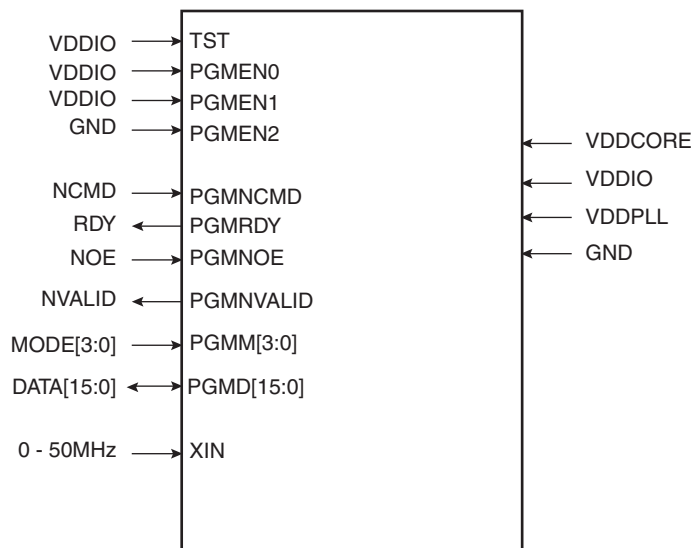 VDDIO TST
VDDIO PGMEN0
VDDIO PGMEN1
GND PGMEN2
VDDCORE
VDDIO
NCMD PGMNCMD
VDDPLL
RDY PGMRDY
GND
NOE PGMNOE
NVALID PGMNVALID
MODE[3:0] PGMM[3:0]
DATA[15:0] PGMD[15:0]
0 - 50MHz XIN